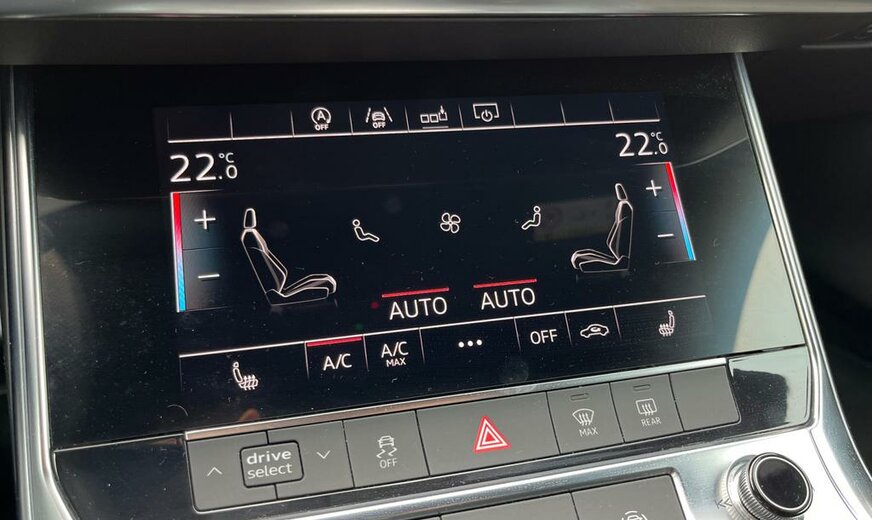 A
OFF
OFF
22.0 °C
22.0 °C
+
+
−
−
AUTO
AUTO
A/C
A/C
MAX
•••
OFF
drive
select
OFF
MAX
REAR